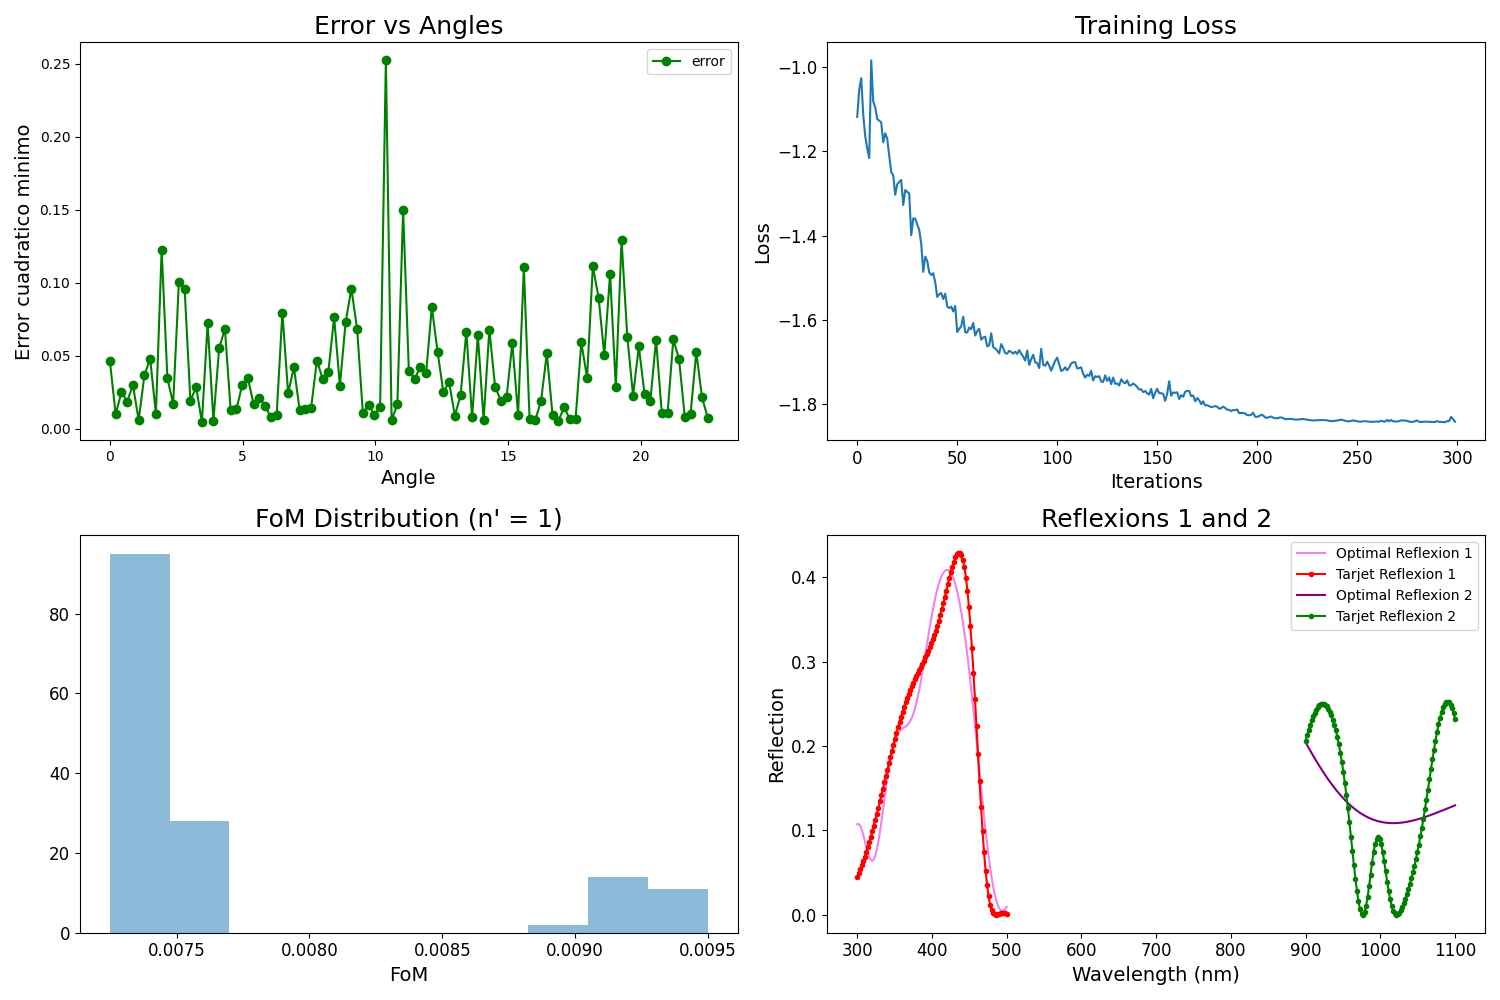 Error vs Angles
error
0.25
0.20
0.15
0.10
0.05
0.00
Error cuadratico minimo
0 5 10 15 20
Angle
Training Loss
−1.0
−1.2
−1.4
−1.6
−1.8
Loss
0 50 100 150 200 250 300
Iterations
FoM Distribution (n' = 1)
80
60
40
20
0
0.0075 0.0080 0.0085 0.0090 0.0095
FoM
Reflexions 1 and 2
Optimal Reflexion 1
Tarjet Reflexion 1
Optimal Reflexion 2
Tarjet Reflexion 2
0.4
0.3
0.2
0.1
0.0
Reflection
300 400 500 600 700 800 900 1000 1100
Wavelength (nm)